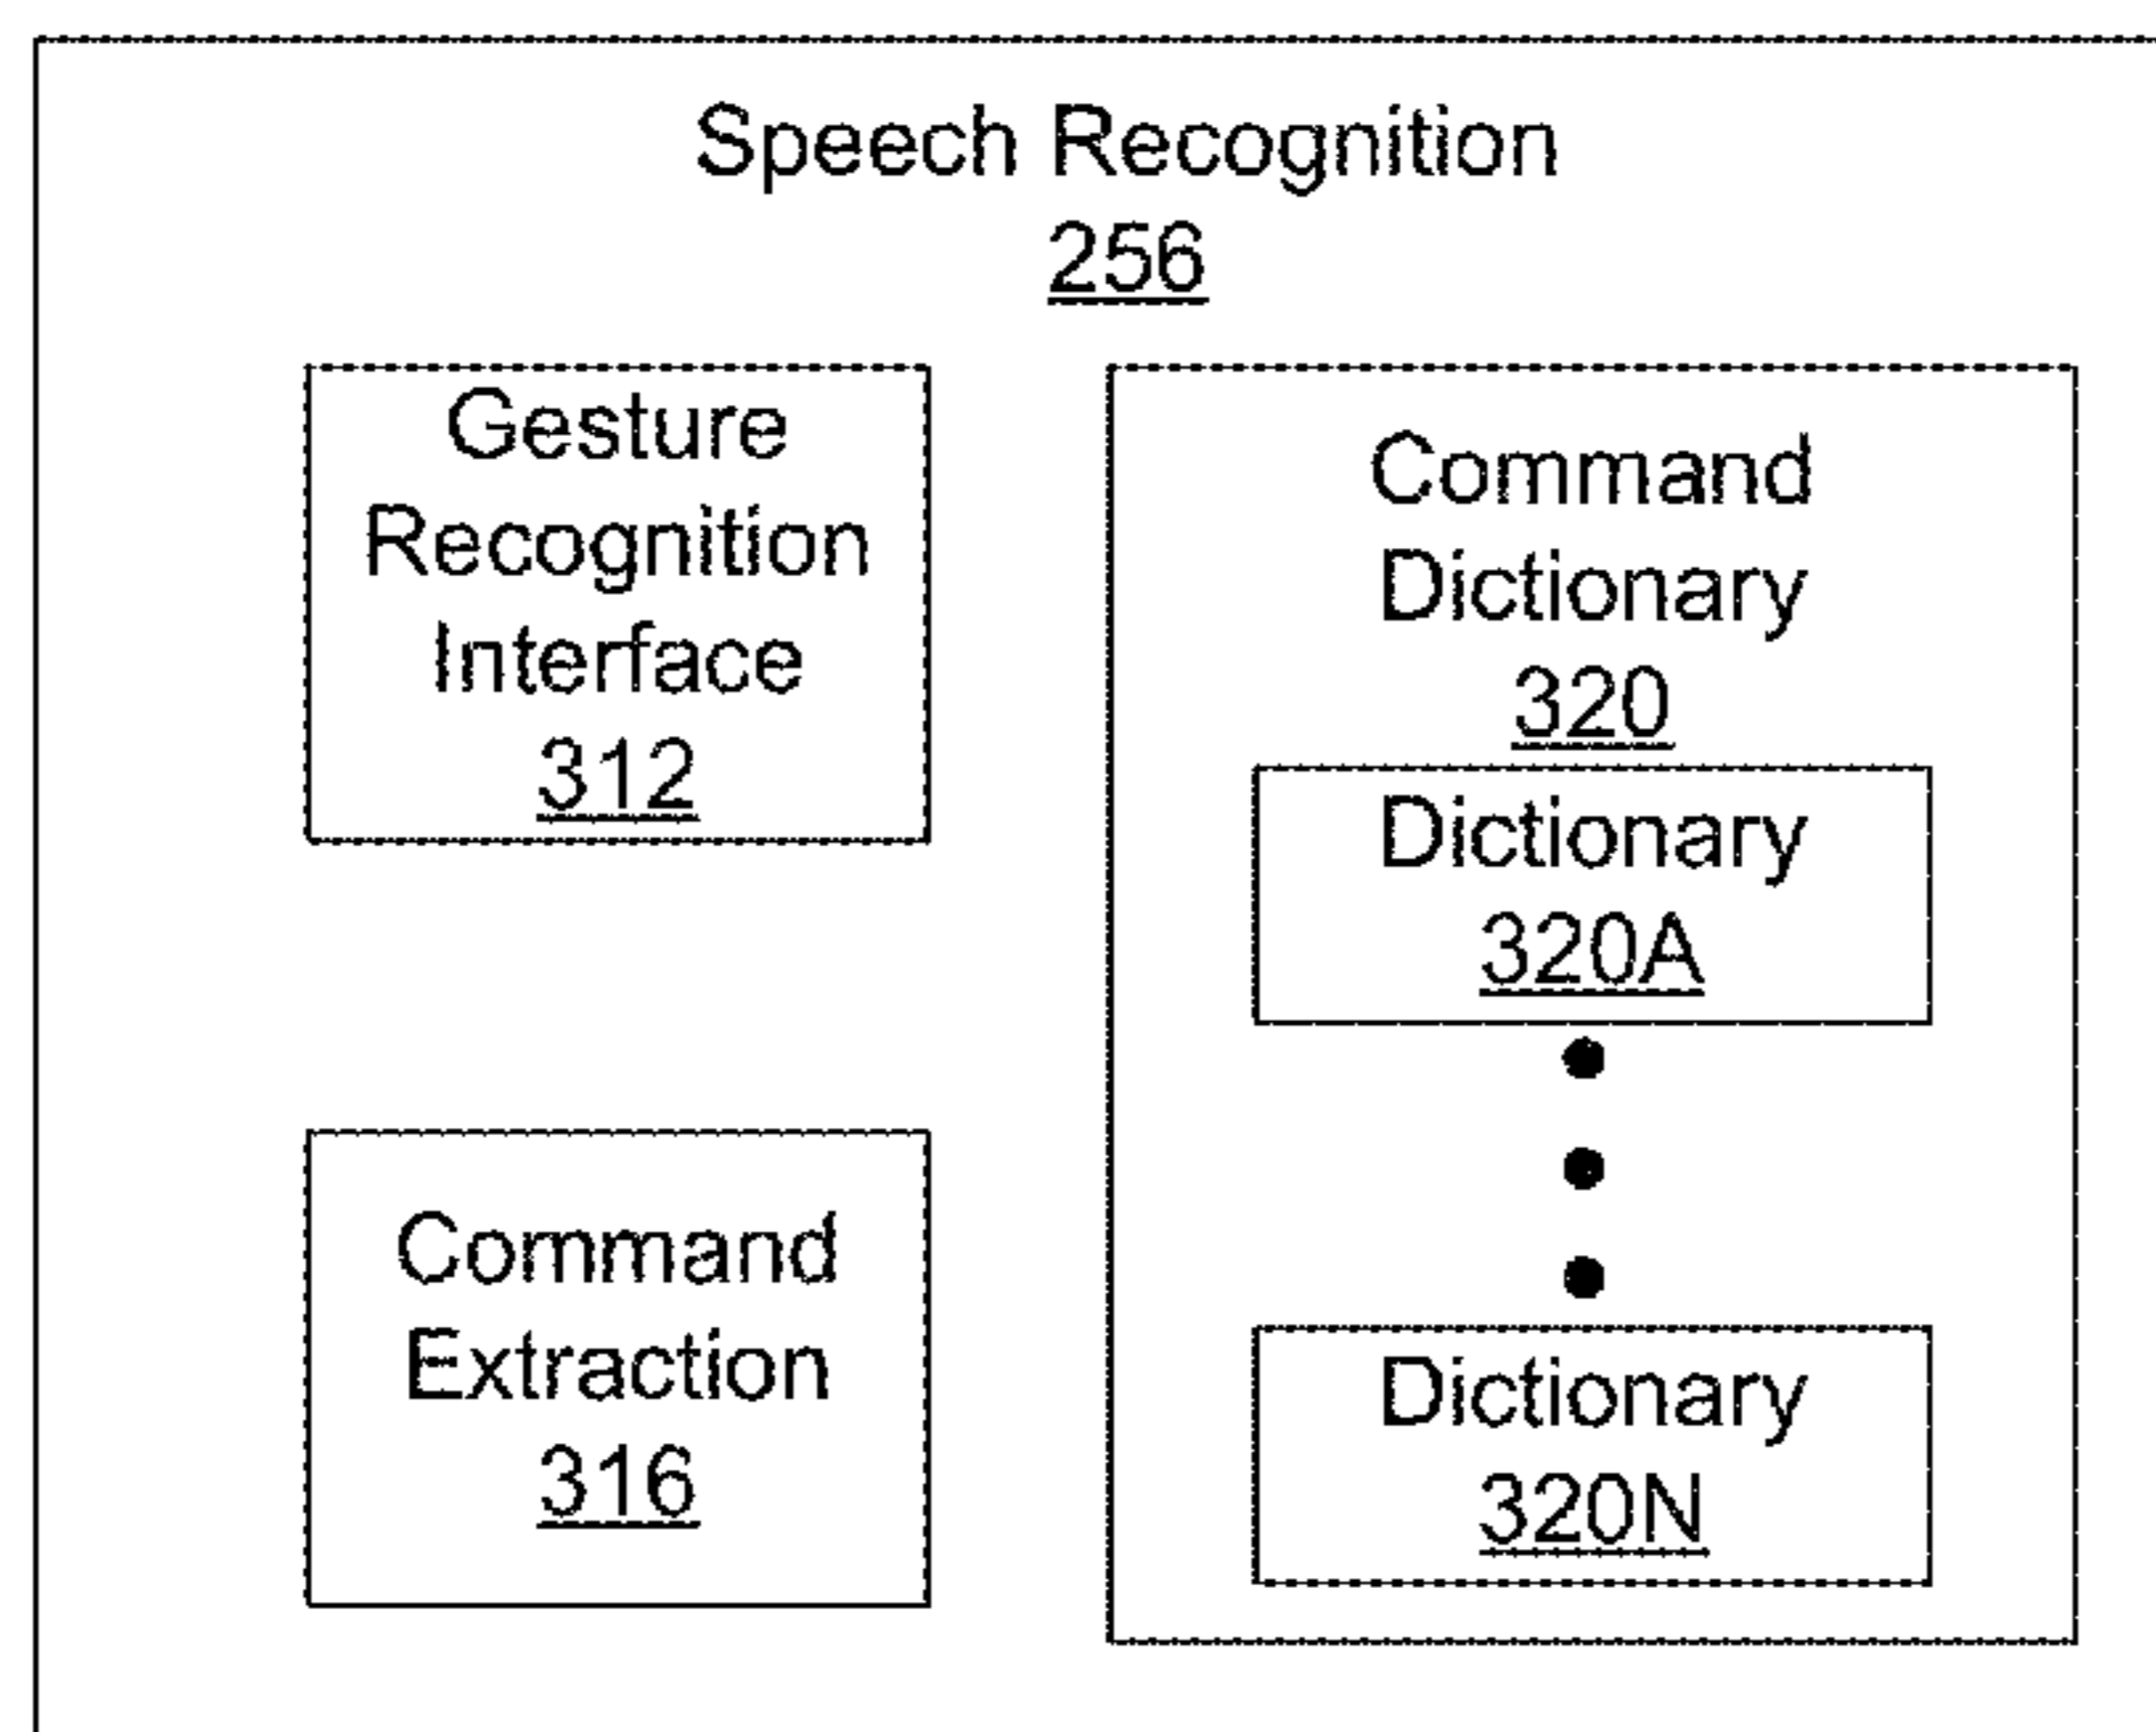 Speech Recognition
256
Gesture
Recognition
Interface
312
Command
Extraction
316
Command
Dictionary
320
Dictionary
320A
Dictionary
320N